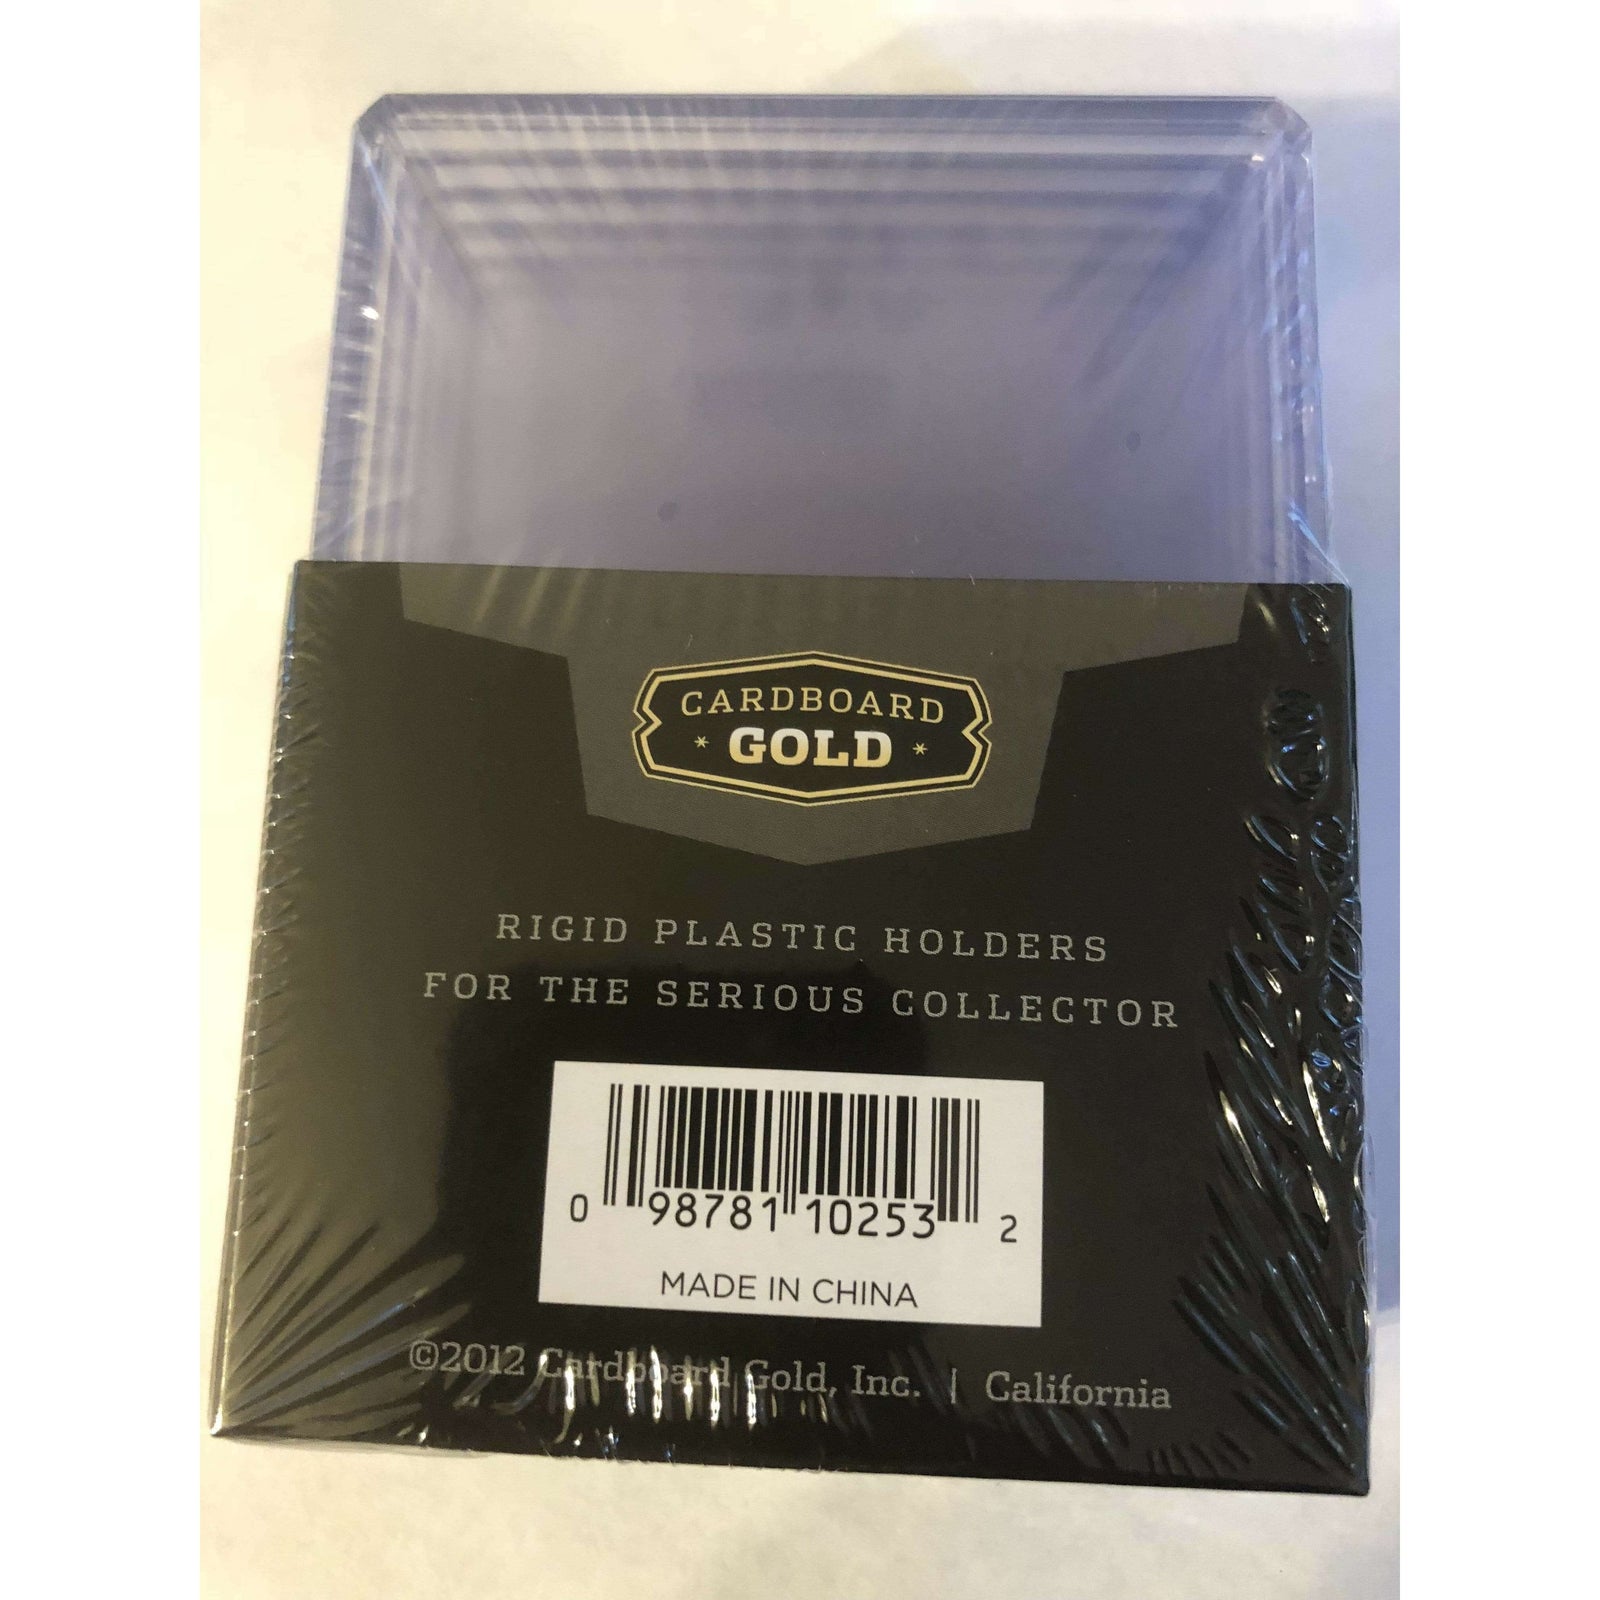 CARDBOARD
* GOLD *
RIGID PLASTIC HOLDERS
FOR THE SERIOUS COLLECTOR
0 98781 10253 2
MADE IN CHINA
©2012 Cardboard Gold, Inc. | California